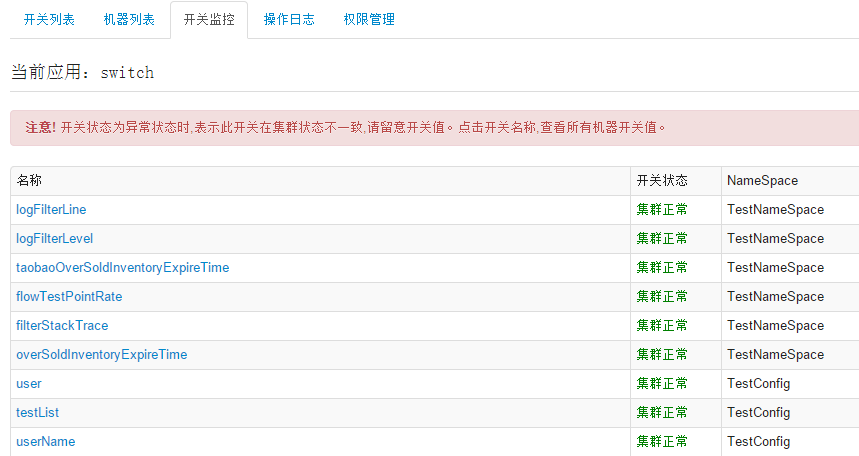 开关列表 机器列表 开关监控 操作日志 权限管理
当前应用：switch
注意! 开关状态为异常状态时,表示此开关在集群状态不一致,请留意开关值。点击开关名称,查看所有机器开关值。
名称 开关状态 NameSpace
logFilterLine 集群正常 TestNameSpace
logFilterLevel 集群正常 TestNameSpace
taobaoOverSoldInventoryExpireTime 集群正常 TestNameSpace
flowTestPointRate 集群正常 TestNameSpace
filterStackTrace 集群正常 TestNameSpace
overSoldInventoryExpireTime 集群正常 TestNameSpace
user 集群正常 TestConfig
testList 集群正常 TestConfig
userName 集群正常 TestConfig